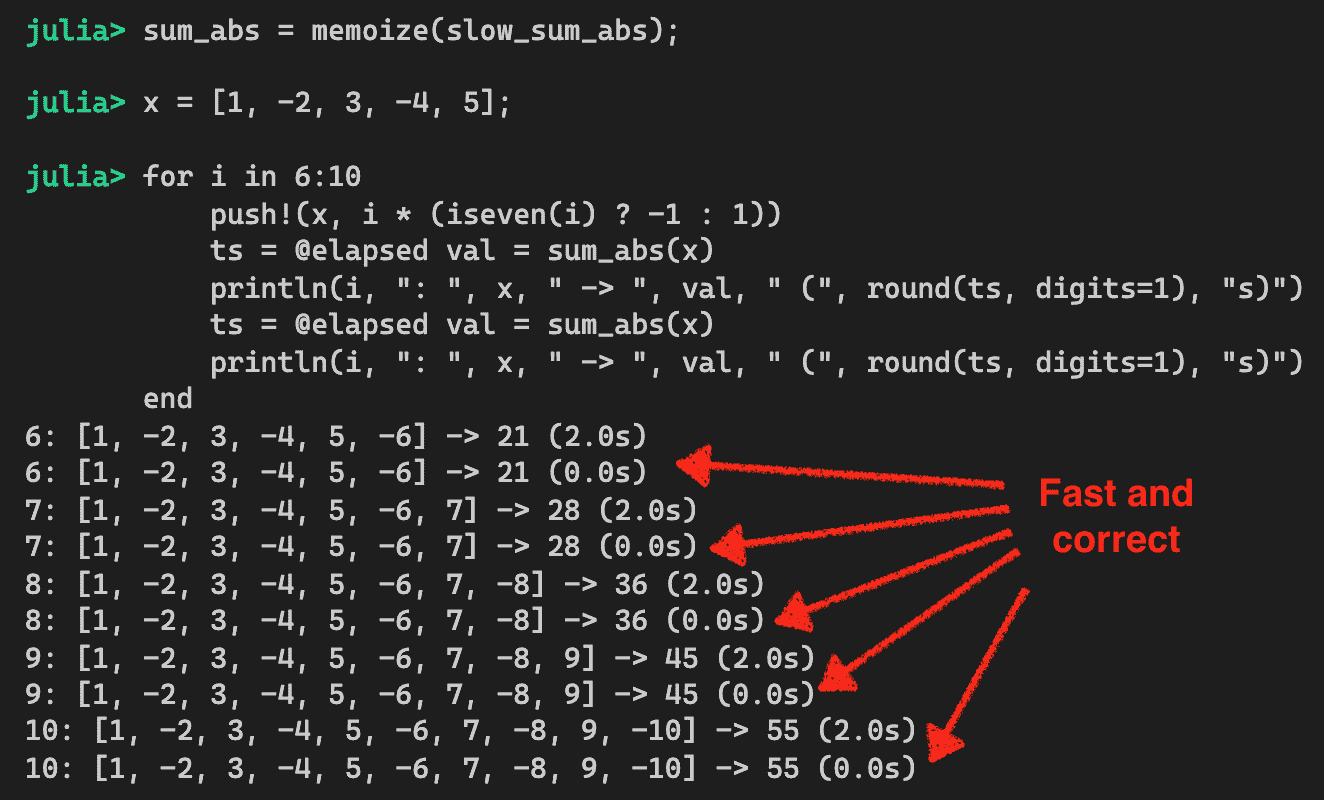 julia> sum_abs = memoize(slow_sum_abs);
julia> x = [1, -2, 3, -4, 5];
julia> for i in 6:10
push!(x, i * (iseven(i) ? -1 : 1))
ts = @elapsed val = sum_abs(x)
println(i, ": ", x, " -> ", val, " (", round(ts, digits=1), "s)")
ts = @elapsed val = sum_abs(x)
println(i, ": ", x, " -> ", val, " (", round(ts, digits=1), "s)")
end
6: [1, -2, 3, -4, 5, -6] -> 21 (2.0s)
6: [1, -2, 3, -4, 5, -6] -> 21 (0.0s)
7: [1, -2, 3, -4, 5, -6, 7] -> 28 (2.0s)
7: [1, -2, 3, -4, 5, -6, 7] -> 28 (0.0s)
8: [1, -2, 3, -4, 5, -6, 7, -8] -> 36 (2.0s)
8: [1, -2, 3, -4, 5, -6, 7, -8] -> 36 (0.0s)
9: [1, -2, 3, -4, 5, -6, 7, -8, 9] -> 45 (2.0s)
9: [1, -2, 3, -4, 5, -6, 7, -8, 9] -> 45 (0.0s)
10: [1, -2, 3, -4, 5, -6, 7, -8, 9, -10] -> 55 (2.0s)
10: [1, -2, 3, -4, 5, -6, 7, -8, 9, -10] -> 55 (0.0s)
Fast and
correct